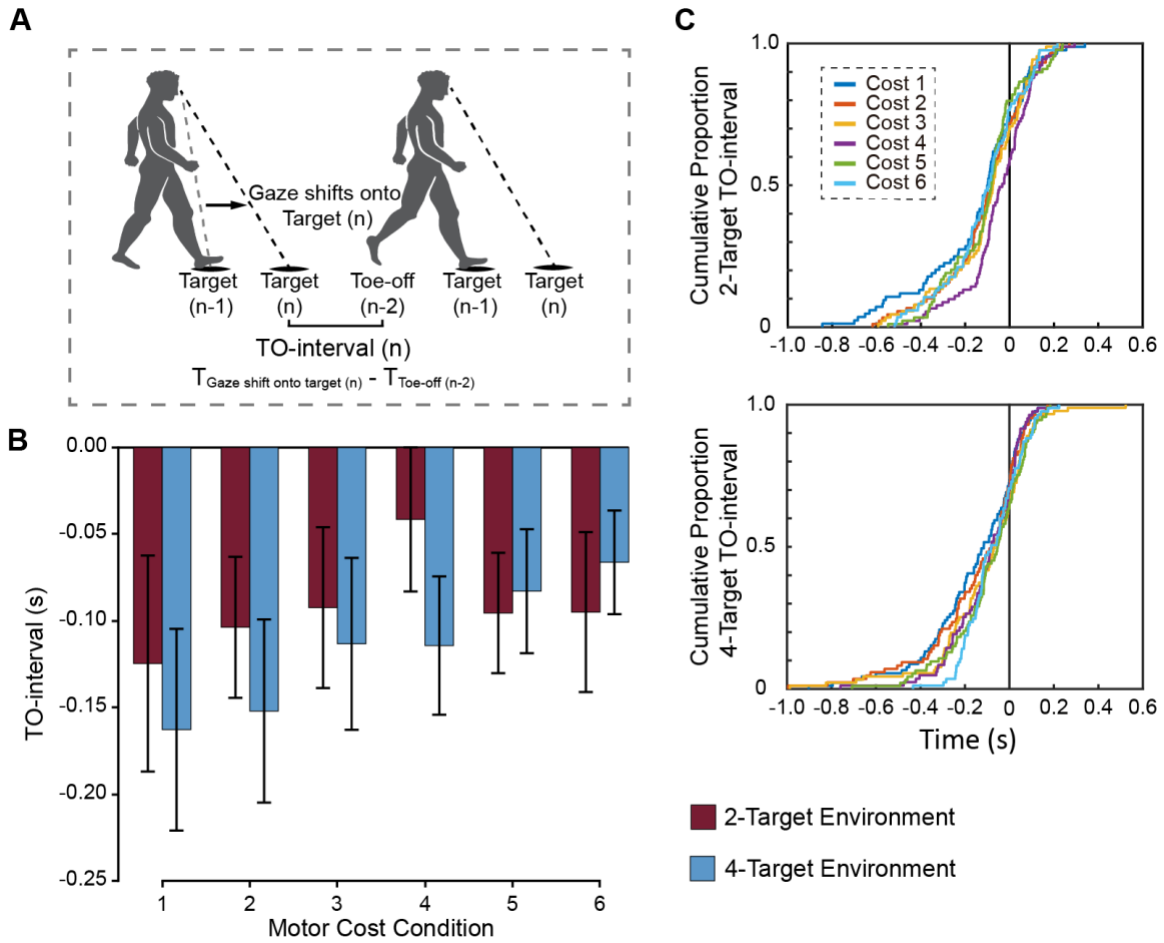 A
Gaze shifts onto
Target (n)
Target
(n-1)
Target
(n)
Toe-off
(n-2)
Target
(n-1)
Target
(n)
TO-interval (n)
T Gaze shift onto target (n) - T Toe-off (n-2)
B
TO-interval (s)
0.00
-0.05
-0.10
-0.15
-0.20
-0.25
1 2 3 4 5 6
Motor Cost Condition
C
Cumulative Proportion
2-Target TO-interval
1.0
0.5
0
Cost 1
Cost 2
Cost 3
Cost 4
Cost 5
Cost 6
-1.0 -0.8 -0.6 -0.4 -0.2 0 0.2 0.4 0.6
Cumulative Proportion
4-Target TO-interval
1.0
0.5
0
-1.0 -0.8 -0.6 -0.4 -0.2 0 0.2 0.4 0.6
Time (s)
2-Target Environment
4-Target Environment